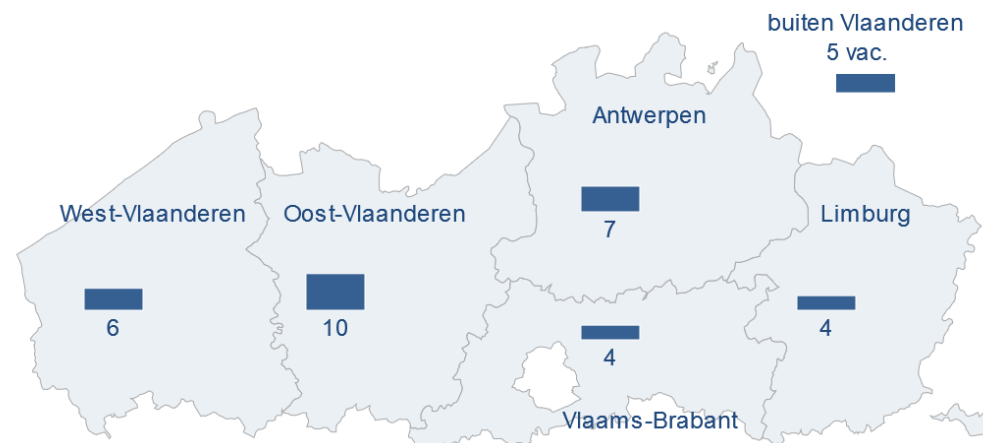 buiten Vlaanderen
5 vac.
Antwerpen
West-Vlaanderen
Oost-Vlaanderen
Limburg
7
6
10
4
4
Vlaams-Brabant